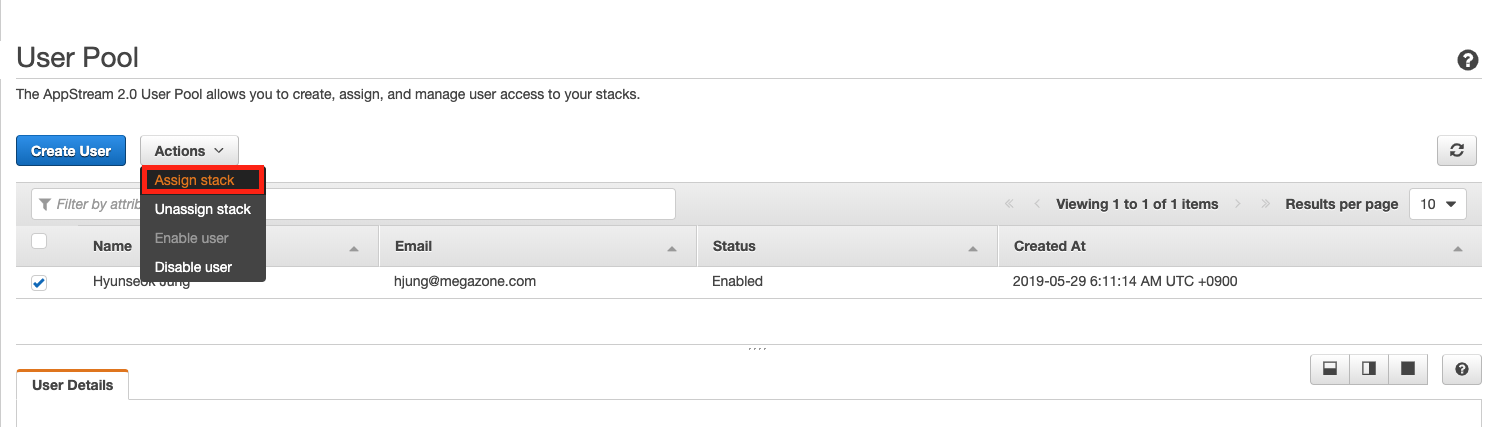 User Pool
The AppStream 2.0 User Pool allows you to create, assign, and manage user access to your stacks.
Create User
Actions
Assign stack
Unassign stack
Enable user
Disable user
Filter by attrib
Viewing 1 to 1 of 1 items
Results per page
10
Name
Email
Status
Created At
Hyunseok Jung
hjung@megazone.com
Enabled
2019-05-29 6:11:14 AM UTC +0900
User Details